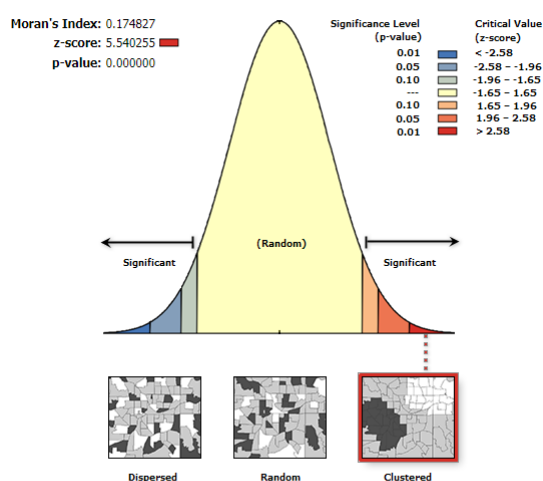 Moran's Index: 0.174827
z-score: 5.540255
p-value: 0.000000
Significance Level
(p-value)
Critical Value
(z-score)
0.01 < -2.58
0.05 -2.58 – -1.96
0.10 -1.96 – -1.65
--- -1.65 – 1.65
0.10 1.65 – 1.96
0.05 1.96 – 2.58
0.01 > 2.58
(Random)
Significant Significant
Dispersed Random Clustered